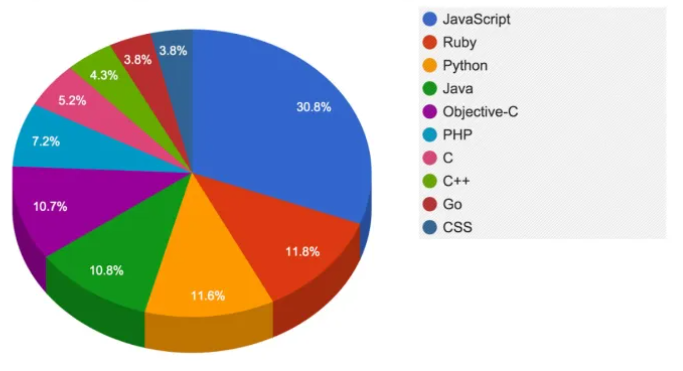 3.8%
3.8%
4.3%
5.2%
30.8%
7.2%
10.7%
11.8%
10.8%
11.6%
JavaScript
Ruby
Python
Java
Objective-C
PHP
C
C++
Go
CSS